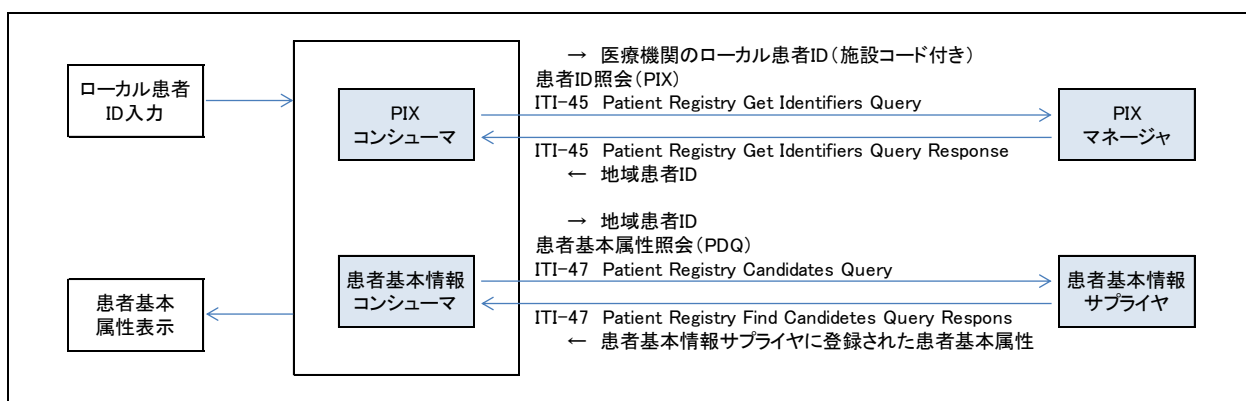 ローカル患者
ID入力
PIX
コンシューマ
→ 医療機関のローカル患者ID(施設コード付き)
患者ID照会(PIX)
ITI-45 Patient Registry Get Identifiers Query
ITI-45 Patient Registry Get Identifiers Query Response
← 地域患者ID
PIX
マネージャ
患者基本
属性表示
患者基本情報
コンシューマ
→ 地域患者ID
患者基本属性照会(PDQ)
ITI-47 Patient Registry Candidates Query
ITI-47 Patient Registry Find Candidetes Query Respons
← 患者基本情報サプライヤに登録された患者基本属性
患者基本情報
サプライヤ